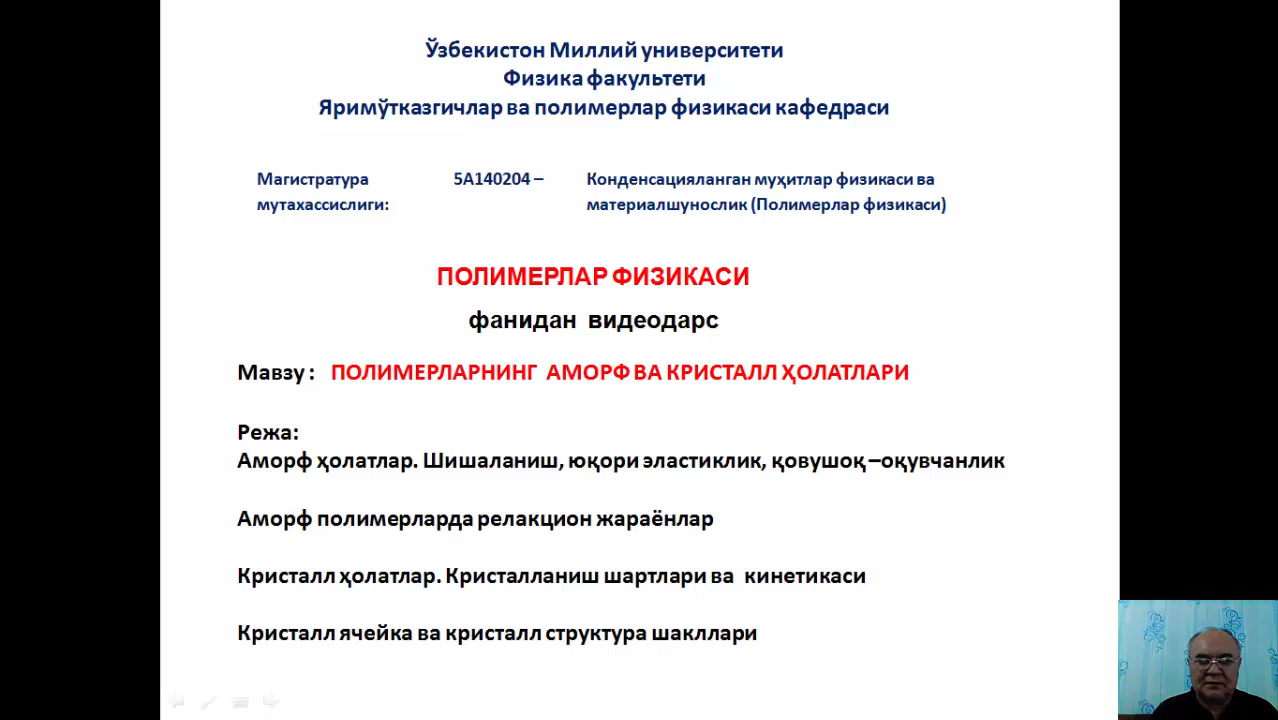 Ўзбекистон Миллий университети
Физика факультети
Яримўтказгичлар ва полимерлар физикаси кафедраси
Магистратура 5А140204 – Конденсацияланган муҳитлар физикаси ва
мутахассислиги: материалшунослик (Полимерлар физикаси)
ПОЛИМЕРЛАР ФИЗИКАСИ
фанидан видеодарс
Мавзу : ПОЛИМЕРЛАРНИНГ АМОРФ ВА КРИСТАЛЛ ҲОЛАТЛАРИ
Режа:
Аморф ҳолатлар. Шишаланиш, юқори эластиклик, қовушоқ –оқувчанлик
Аморф полимерларда релакцион жараёнлар
Кристалл ҳолатлар. Кристалланиш шартлари ва кинетикаси
Кристалл ячейка ва кристалл структура шакллари